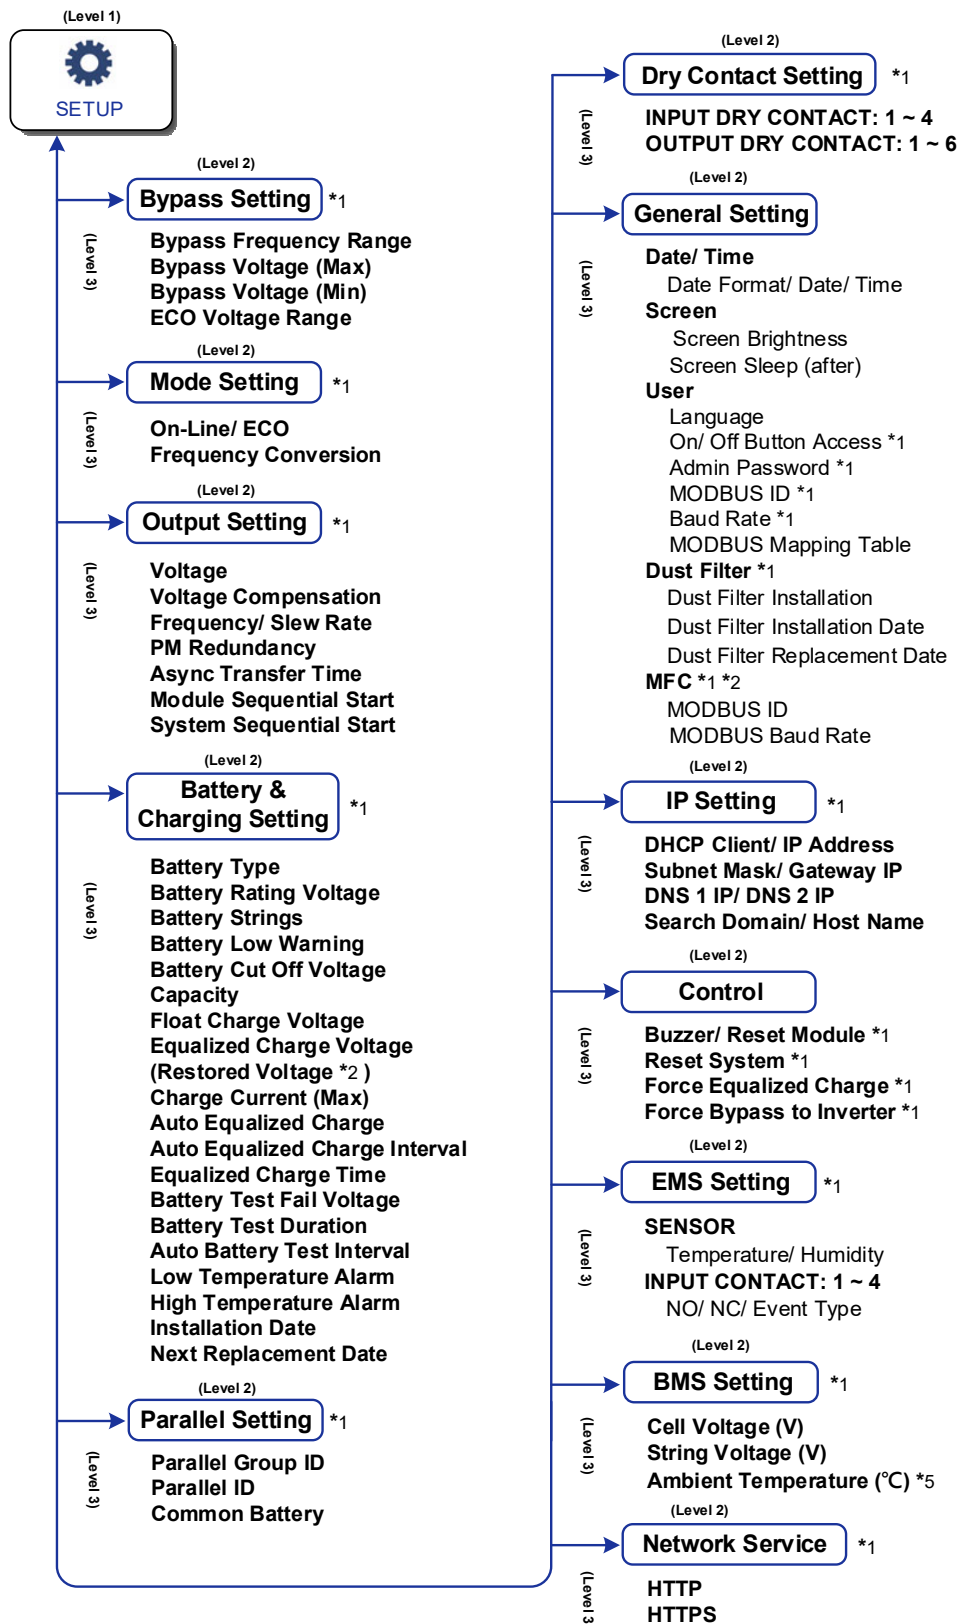 (Level 1)
SETUP
(Level 2)
Bypass Setting *1
(Level 3)
Bypass Frequency Range
Bypass Voltage (Max)
Bypass Voltage (Min)
ECO Voltage Range
(Level 2)
Mode Setting *1
(Level 3)
On-Line/ ECO
Frequency Conversion
(Level 2)
Output Setting *1
(Level 3)
Voltage
Voltage Compensation
Frequency/ Slew Rate
PM Redundancy
Async Transfer Time
Module Sequential Start
System Sequential Start
(Level 2)
Battery &
Charging Setting *1
(Level 3)
Battery Type
Battery Rating Voltage
Battery Strings
Battery Low Warning
Battery Cut Off Voltage
Capacity
Float Charge Voltage
Equalized Charge Voltage
(Restored Voltage *2 )
Charge Current (Max)
Auto Equalized Charge
Auto Equalized Charge Interval
Equalized Charge Time
Battery Test Fail Voltage
Battery Test Duration
Auto Battery Test Interval
Low Temperature Alarm
High Temperature Alarm
Installation Date
Next Replacement Date
(Level 2)
Parallel Setting *1
(Level 3)
Parallel Group ID
Parallel ID
Common Battery
(Level 2)
Dry Contact Setting *1
(Level 3)
INPUT DRY CONTACT: 1 ~ 4
OUTPUT DRY CONTACT: 1 ~ 6
(Level 2)
General Setting
(Level 3)
Date/ Time
Date Format/ Date/ Time
Screen
Screen Brightness
Screen Sleep (after)
User
Language
On/ Off Button Access *1
Admin Password *1
MODBUS ID *1
Baud Rate *1
MODBUS Mapping Table
Dust Filter *1
Dust Filter Installation
Dust Filter Installation Date
Dust Filter Replacement Date
MFC *1 *2
MODBUS ID
MODBUS Baud Rate
(Level 2)
IP Setting *1
(Level 3)
DHCP Client/ IP Address
Subnet Mask/ Gateway IP
DNS 1 IP/ DNS 2 IP
Search Domain/ Host Name
(Level 2)
Control
(Level 3)
Buzzer/ Reset Module *1
Reset System *1
Force Equalized Charge *1
Force Bypass to Inverter *1
(Level 2)
EMS Setting *1
(Level 3)
SENSOR
Temperature/ Humidity
INPUT CONTACT: 1 ~ 4
NO/ NC/ Event Type
(Level 2)
BMS Setting *1
(Level 3)
Cell Voltage (V)
String Voltage (V)
Ambient Temperature (℃) *5
(Level 2)
Network Service *1
(Level 3
HTTP
HTTPS